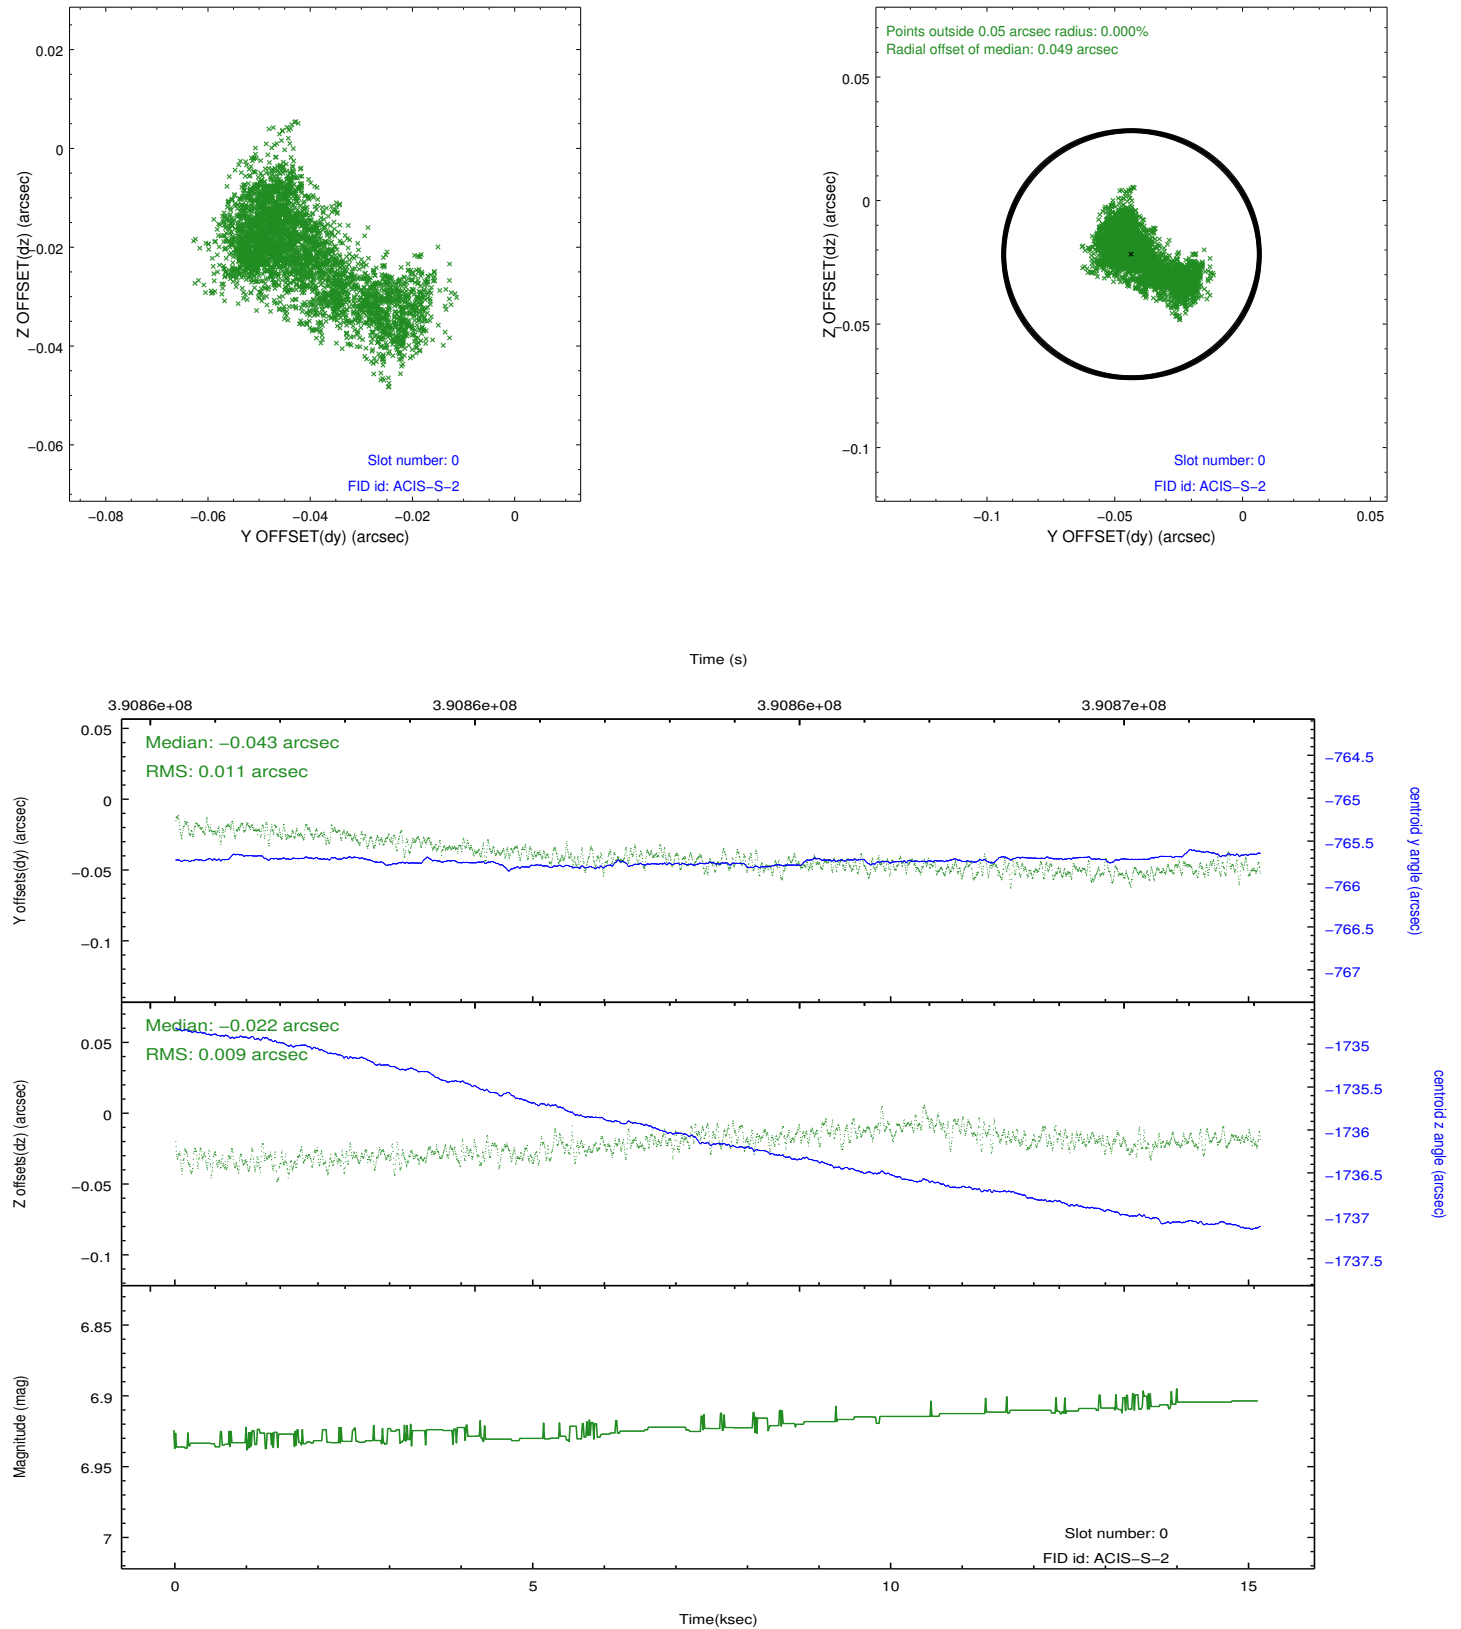 0.02
0
−0.02
−0.04
−0.06
Z OFFSET(dz) (arcsec)
Slot number: 0
FID id: ACIS−S−2
−0.08
−0.06
−0.04
−0.02
0
Y OFFSET(dy) (arcsec)
Points outside 0.05 arcsec radius: 0.000%
Radial offset of median: 0.049 arcsec
0.05
0
−0.05
−0.1
Z OFFSET(dz) (arcsec)
Slot number: 0
FID id: ACIS−S−2
−0.1
−0.05
0
0.05
Y OFFSET(dy) (arcsec)
Time (s)
3.9086e+08
3.9086e+08
3.9086e+08
3.9087e+08
Median: −0.043 arcsec
RMS: 0.011 arcsec
0.05
0
−0.05
−0.1
Y offsets(dy) (arcsec)
−764.5
−765
−765.5
−766
−766.5
−767
centroid y angle (arcsec)
Median: −0.022 arcsec
RMS: 0.009 arcsec
0.05
0
−0.05
−0.1
Z offsets(dz) (arcsec)
−1735
−1735.5
−1736
−1736.5
−1737
−1737.5
centroid z angle (arcsec)
6.85
6.9
6.95
7
Magnitude (mag)
Slot number: 0
FID id: ACIS−S−2
0
5
10
15
Time(ksec)